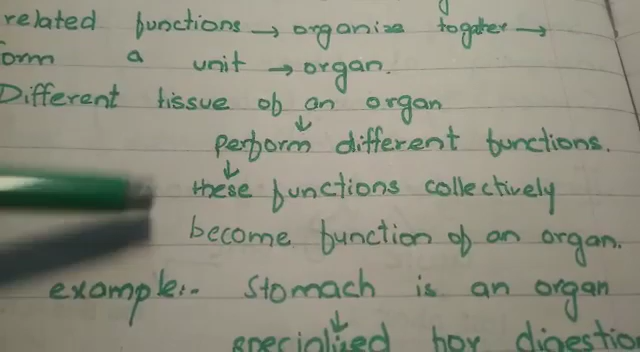 related functions → organize togather →
form a unit → organ.
Different tissue of an organ
↓
perform different functions.
↓
these functions collectively
become function of an organ.
example:- Stomach is an organ
↓
specialized for digestion